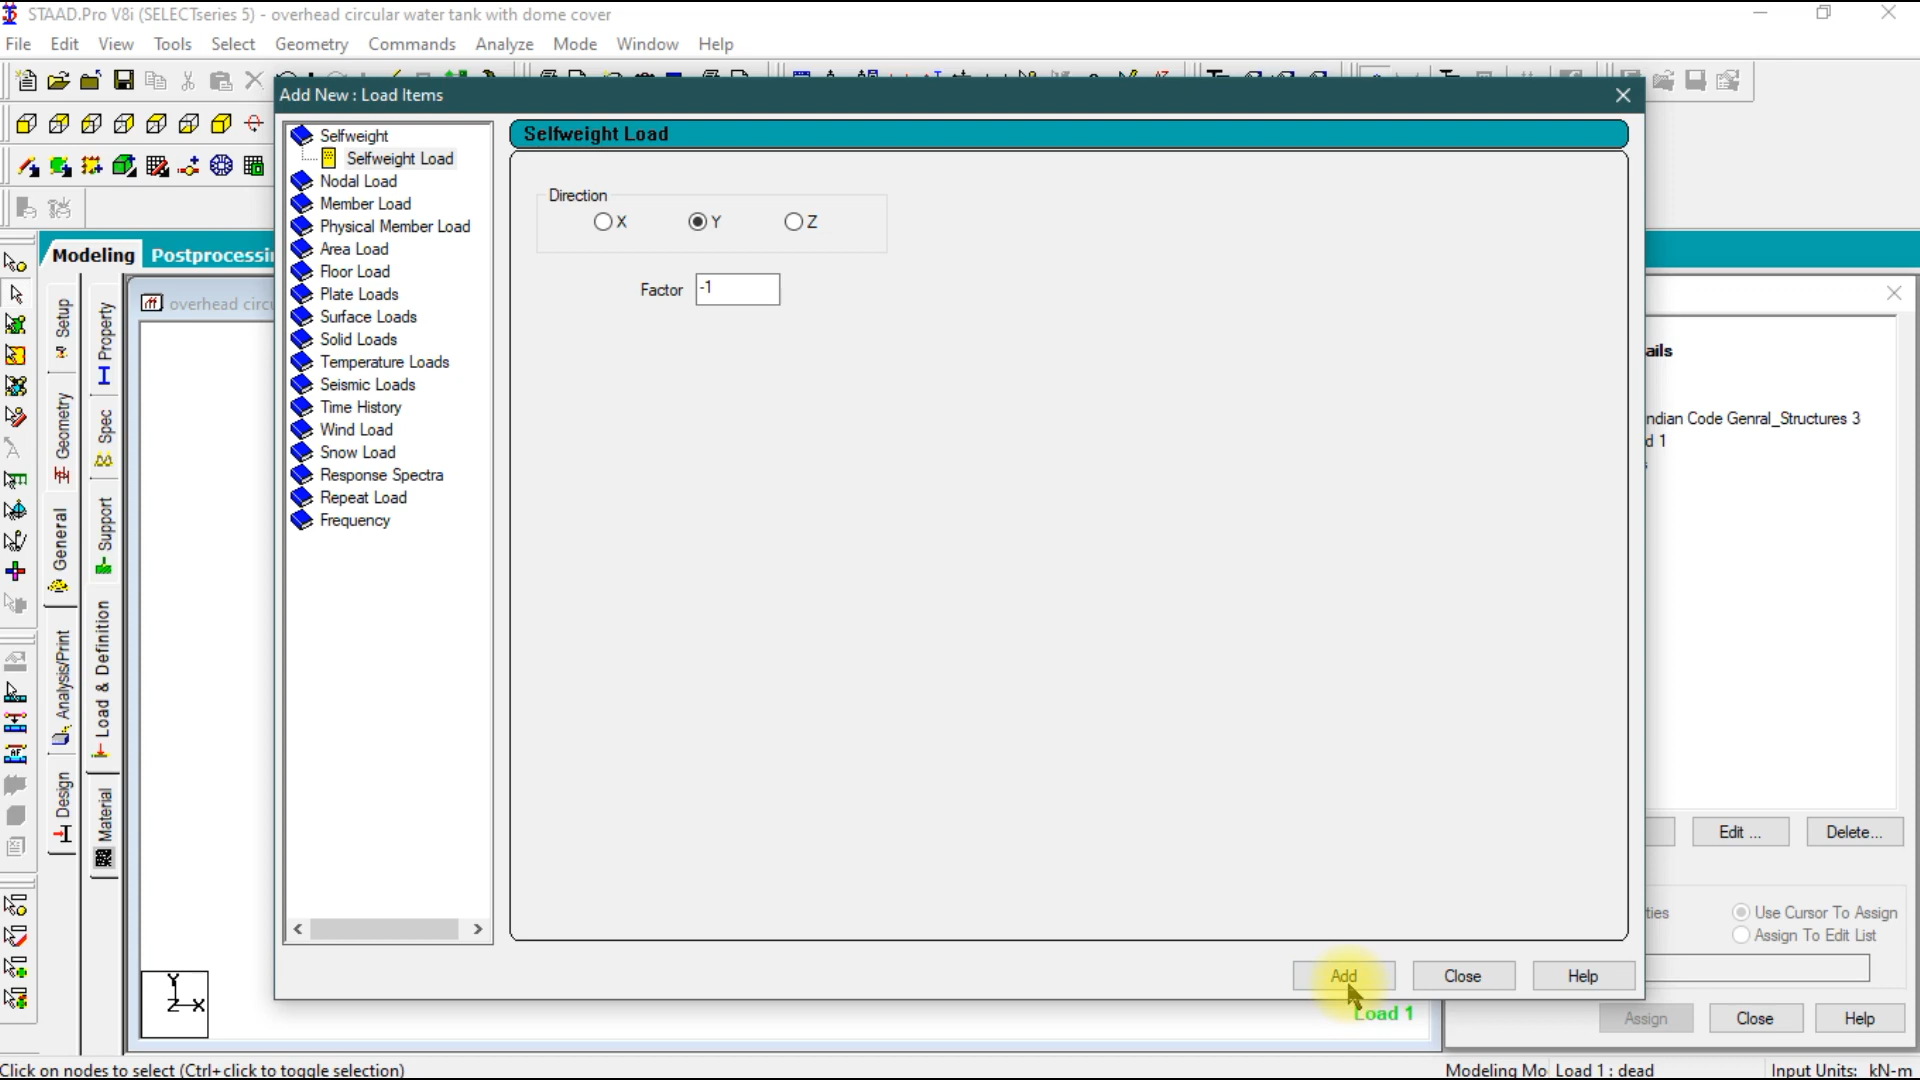 STAAD.Pro V8i (SELECTseries 5) - overhead circular water tank with dome cover
File Edit View Tools Select Geometry Commands Analyze Mode Window Help
Add New : Load Items
Selfweight
Selfweight Load
Nodal Load
Member Load
Physical Member Load
Area Load
Floor Load
Plate Loads
Surface Loads
Solid Loads
Temperature Loads
Seismic Loads
Time History
Wind Load
Snow Load
Response Spectra
Repeat Load
Frequency
Selfweight Load
Direction
X Y Z
Factor -1
Add Close Help
Modeling Postprocessin
overhead circu
Setup
Geometry
General
Analysis/Print
Design
Property
Spec
Support
Load & Definition
Material
ails
ndian Code Genral_Structures 3
d 1
Edit ... Delete...
ties
Use Cursor To Assign
Assign To Edit List
Assign Close Help
Y
Z X
Load 1
Click on nodes to select (Ctrl+click to toggle selection)
Modeling Mo Load 1 : dead Input Units: kN-m